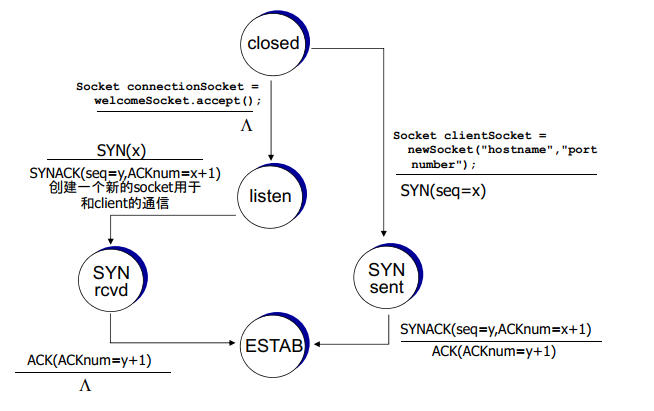 closed
Socket connectionSocket =
welcomeSocket.accept();
Λ
Socket clientSocket =
newSocket("hostname","port
number");
SYN(seq=x)
SYN(x)
SYNACK(seq=y,ACKnum=x+1)
创建一个新的socket用于
和client的通信
listen
SYN
rcvd
SYN
sent
ESTAB
SYNACK(seq=y,ACKnum=x+1)
ACK(ACKnum=y+1)
ACK(ACKnum=y+1)
Λ